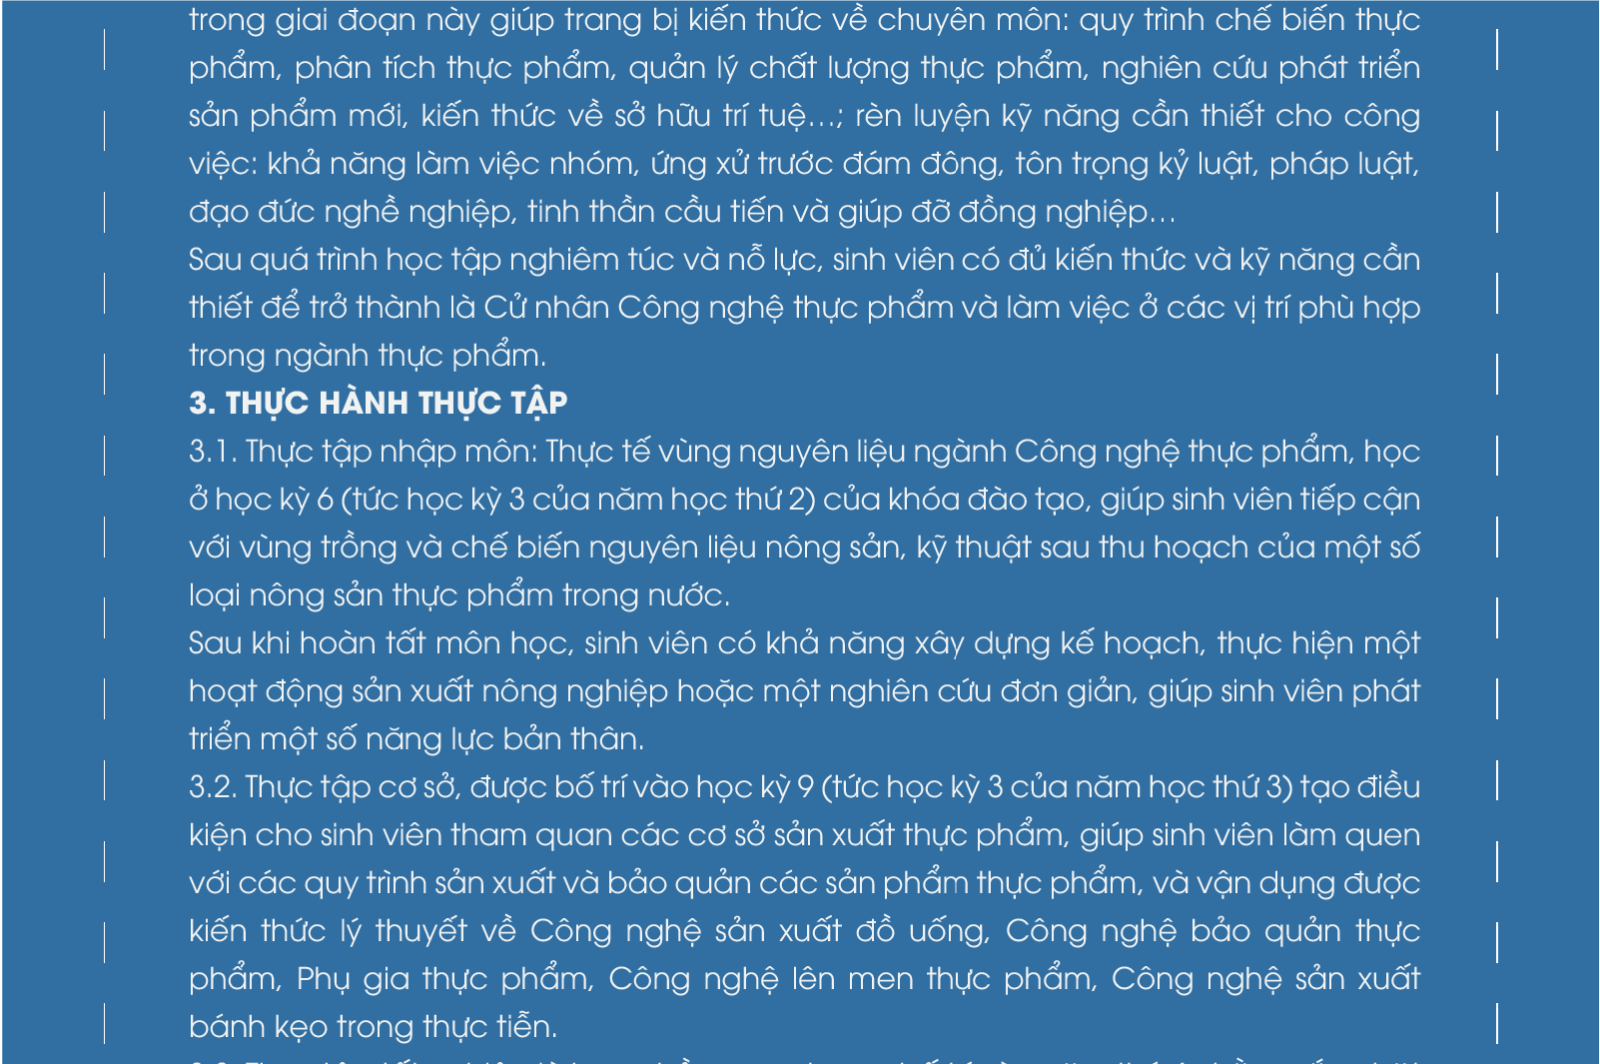 trong giai đoạn này giúp trang bị kiến thức về chuyên môn: quy trình chế biến thực
phẩm, phân tích thực phẩm, quản lý chất lượng thực phẩm, nghiên cứu phát triển
sản phẩm mới, kiến thức về sở hữu trí tuệ...; rèn luyện kỹ năng cần thiết cho công
việc: khả năng làm việc nhóm, ứng xử trước đám đông, tôn trọng kỷ luật, pháp luật,
đạo đức nghề nghiệp, tinh thần cầu tiến và giúp đỡ đồng nghiệp...
Sau quá trình học tập nghiêm túc và nỗ lực, sinh viên có đủ kiến thức và kỹ năng cần
thiết để trở thành là Cử nhân Công nghệ thực phẩm và làm việc ở các vị trí phù hợp
trong ngành thực phẩm.
3. THỰC HÀNH THỰC TẬP
3.1. Thực tập nhập môn: Thực tế vùng nguyên liệu ngành Công nghệ thực phẩm, học
ở học kỳ 6 (tức học kỳ 3 của năm học thứ 2) của khóa đào tạo, giúp sinh viên tiếp cận
với vùng trồng và chế biến nguyên liệu nông sản, kỹ thuật sau thu hoạch của một số
loại nông sản thực phẩm trong nước.
Sau khi hoàn tất môn học, sinh viên có khả năng xây dựng kế hoạch, thực hiện một
hoạt động sản xuất nông nghiệp hoặc một nghiên cứu đơn giản, giúp sinh viên phát
triển một số năng lực bản thân.
3.2. Thực tập cơ sở, được bố trí vào học kỳ 9 (tức học kỳ 3 của năm học thứ 3) tạo điều
kiện cho sinh viên tham quan các cơ sở sản xuất thực phẩm, giúp sinh viên làm quen
với các quy trình sản xuất và bảo quản các sản phẩm thực phẩm, và vận dụng được
kiến thức lý thuyết về Công nghệ sản xuất đồ uống, Công nghệ bảo quản thực
phẩm, Phụ gia thực phẩm, Công nghệ lên men thực phẩm, Công nghệ sản xuất
bánh kẹo trong thực tiễn.